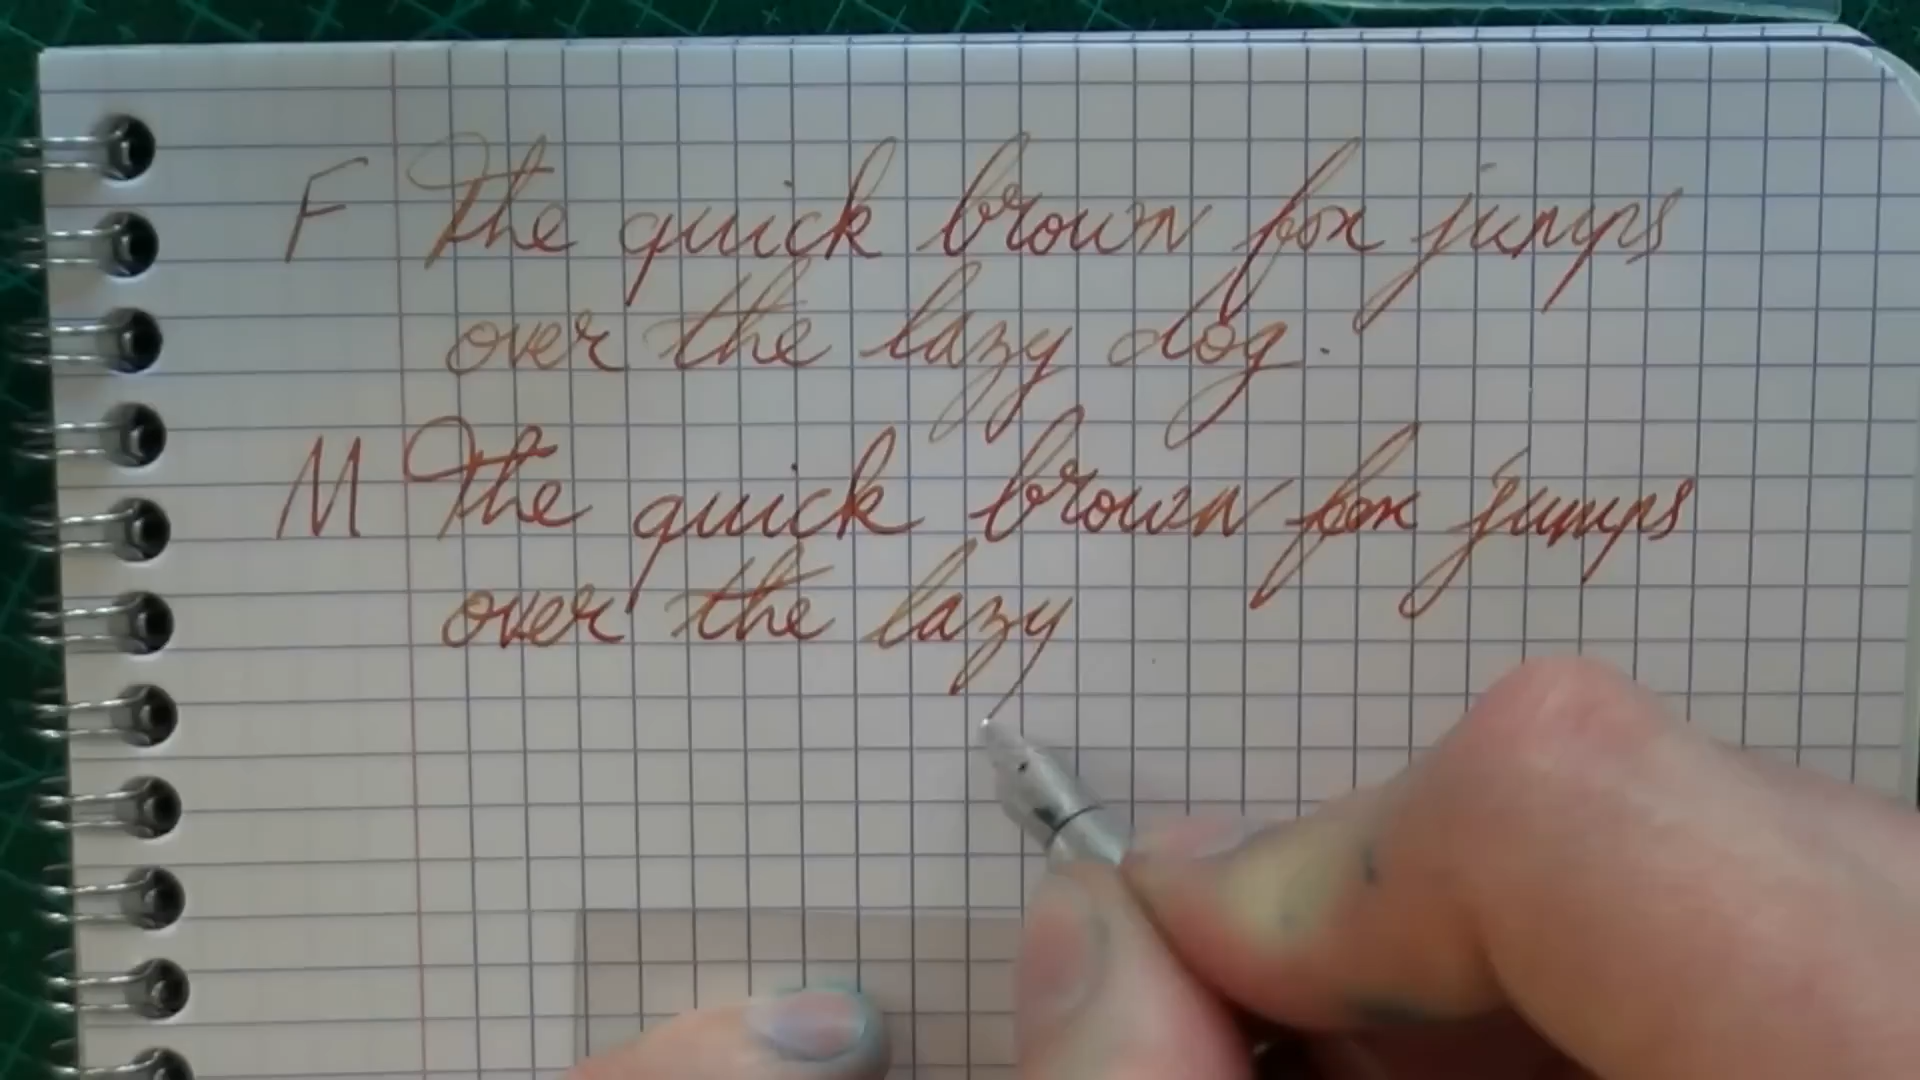 F The quick brown fox jumps
over the lazy dog.
M The quick brown fox jumps
over the lazy